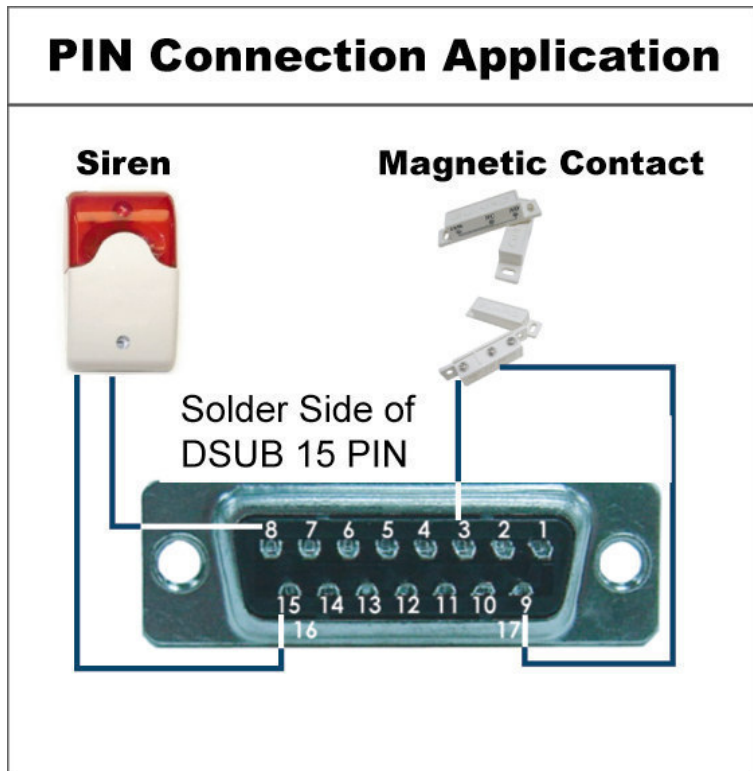 PIN Connection Application
Siren
Magnetic Contact
Solder Side of
DSUB 15 PIN
8 7 6 5 4 3 2 1
15 14 13 12 11 10 9
16 17